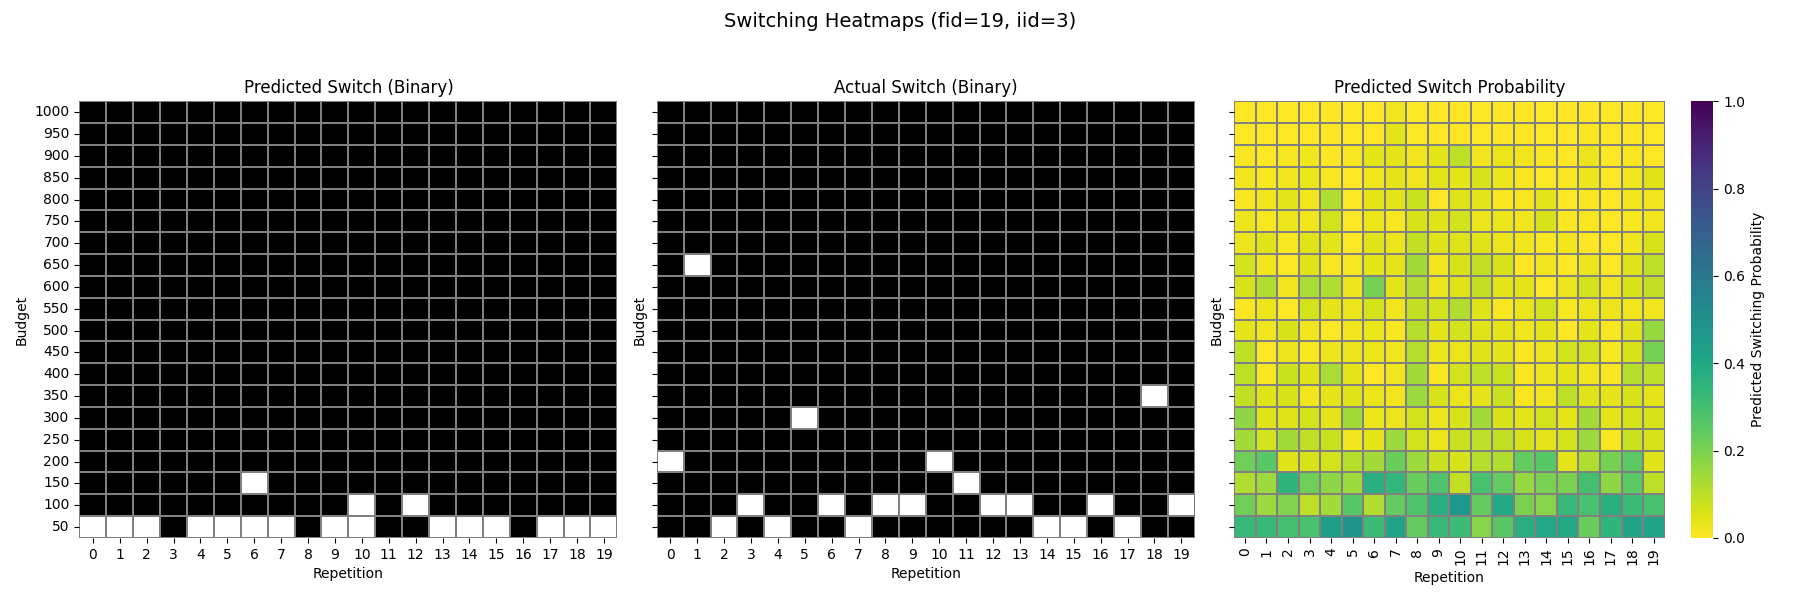 Switching Heatmaps (fid=19, iid=3)
Predicted Switch (Binary)
Budget
1000
950
900
850
800
750
700
650
600
550
500
450
400
350
300
250
200
150
100
50
0 1 2 3 4 5 6 7 8 9 10 11 12 13 14 15 16 17 18 19
Repetition
Actual Switch (Binary)
Budget
0 1 2 3 4 5 6 7 8 9 10 11 12 13 14 15 16 17 18 19
Repetition
Predicted Switch Probability
Budget
0 1 2 3 4 5 6 7 8 9 10 11 12 13 14 15 16 17 18 19
Repetition
1.0
0.8
0.6
0.4
0.2
0.0
Predicted Switching Probability